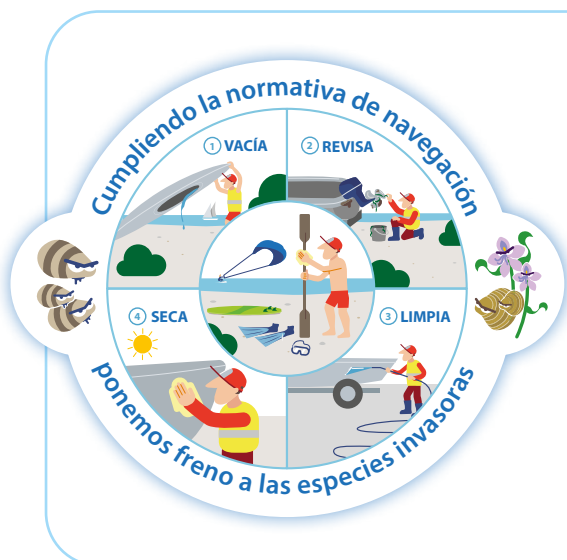 Cumpliendo la normativa de navegación
1 VACÍA
2 REVISA
4 SECA
3 LIMPIA
ponemos freno a las especies invasoras